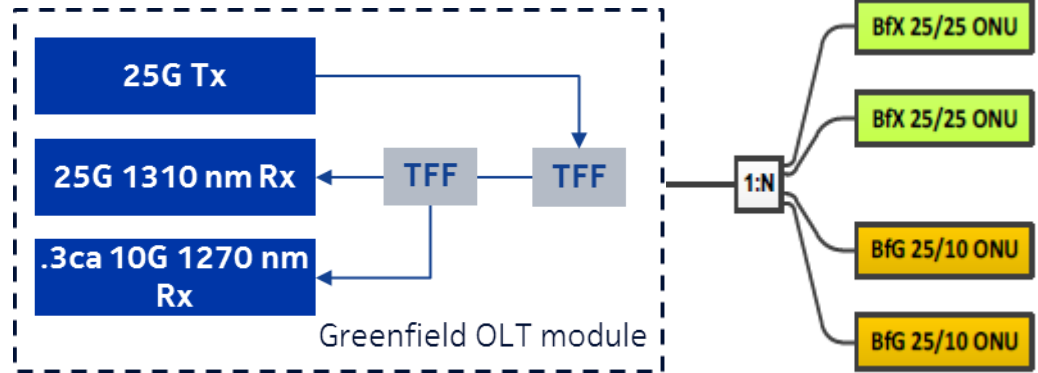 25G Tx
25G 1310 nm Rx
.3ca 10G 1270 nm
Rx
TFF
TFF
Greenfield OLT module
1:N
BfX 25/25 ONU
BfX 25/25 ONU
BfG 25/10 ONU
BfG 25/10 ONU